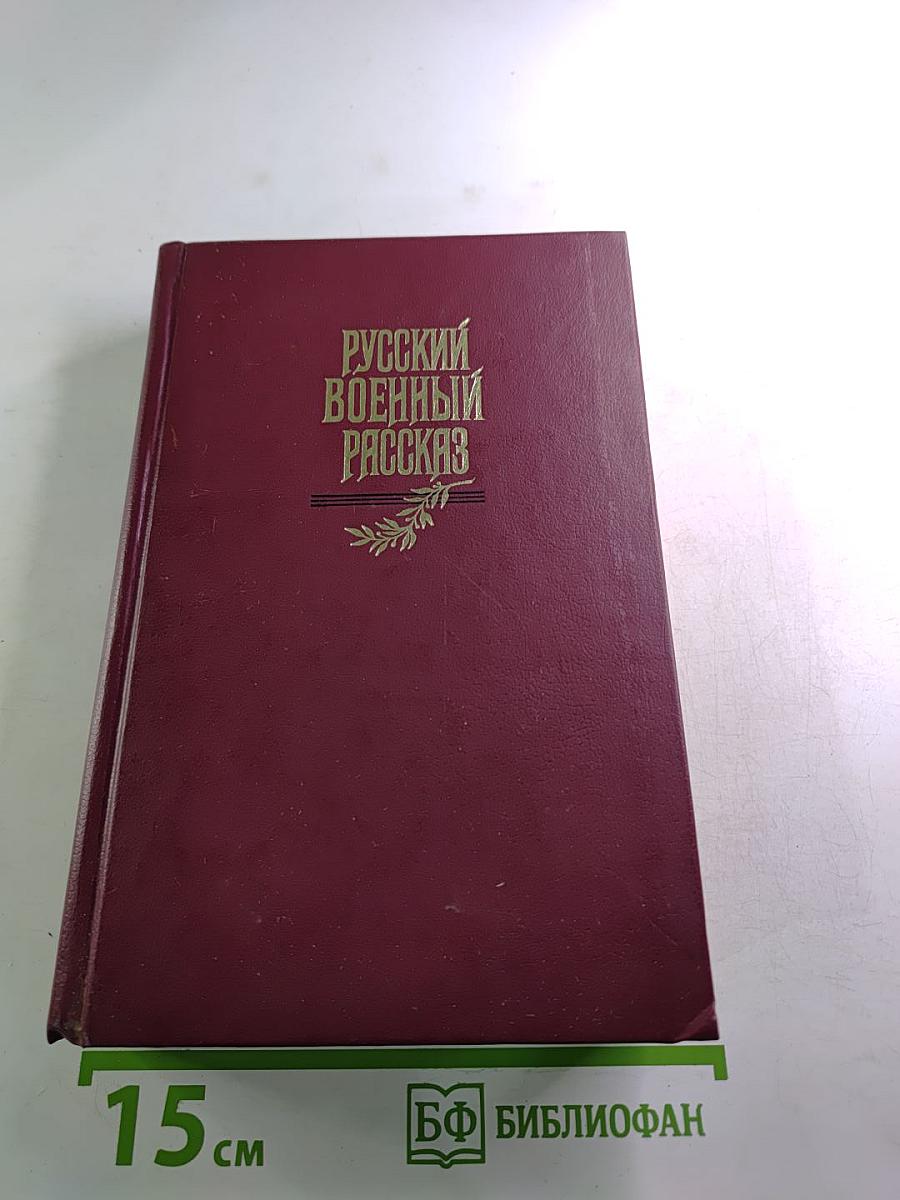 РУССКИЙ
ВОЕННЫЙ
РАССКАЗ
15 см
БФ БИБЛИОФАН